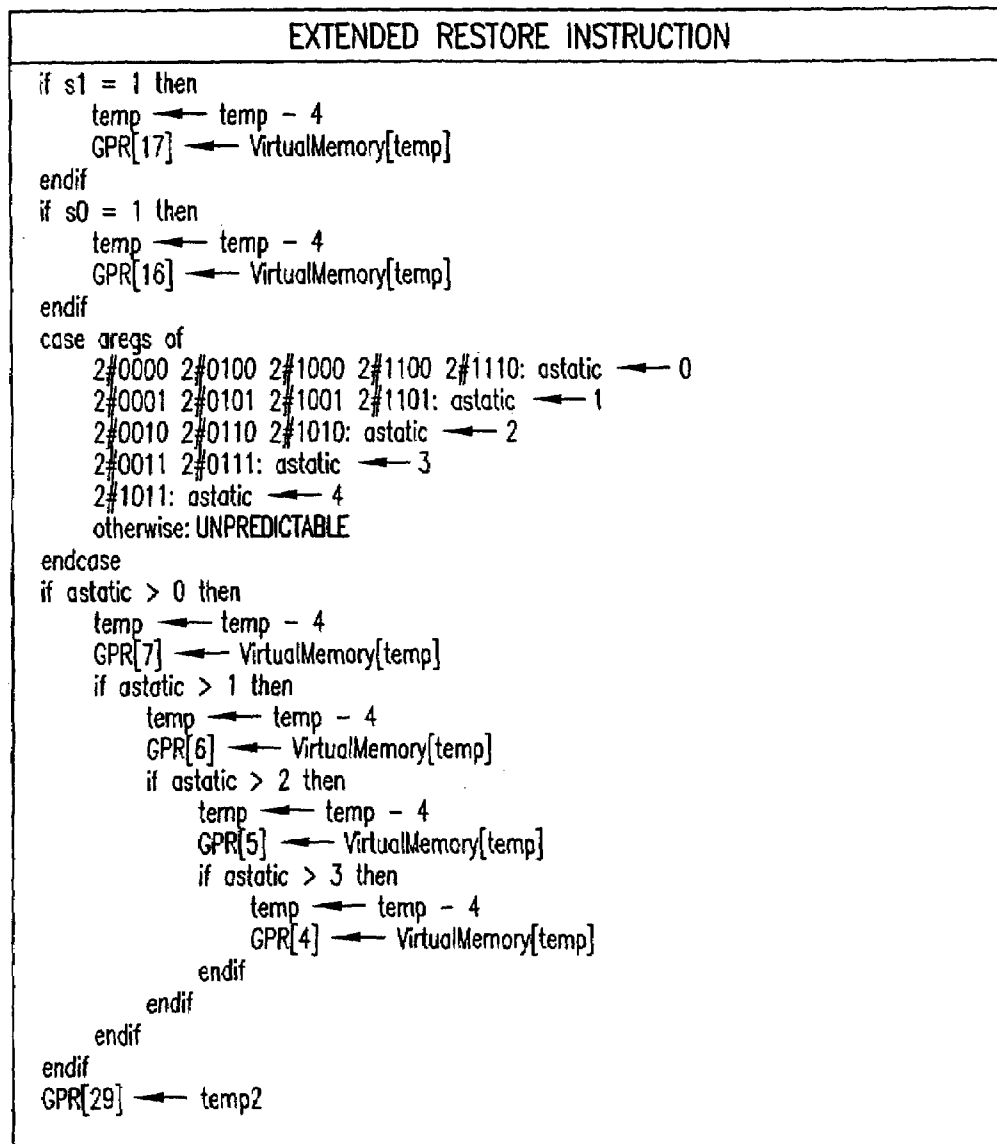 EXTENDED RESTORE INSTRUCTION
if s1 = 1 then
temp ← temp - 4
GPR[17] ← VirtualMemory[temp]
endif
if s0 = 1 then
temp ← temp - 4
GPR[16] ← VirtualMemory[temp]
endif
case aregs of
2#0000 2#0100 2#1000 2#1100 2#1110: astatic ← 0
2#0001 2#0101 2#1001 2#1101: astatic ← 1
2#0010 2#0110 2#1010: astatic ← 2
2#0011 2#0111: astatic ← 3
2#1011: astatic ← 4
otherwise: UNPREDICTABLE
endcase
if astatic > 0 then
temp ← temp - 4
GPR[7] ← VirtualMemory[temp]
if astatic > 1 then
temp ← temp - 4
GPR[6] ← VirtualMemory[temp]
if astatic > 2 then
temp ← temp - 4
GPR[5] ← VirtualMemory[temp]
if astatic > 3 then
temp ← temp - 4
GPR[4] ← VirtualMemory[temp]
endif
endif
endif
endif
GPR[29] ← temp2